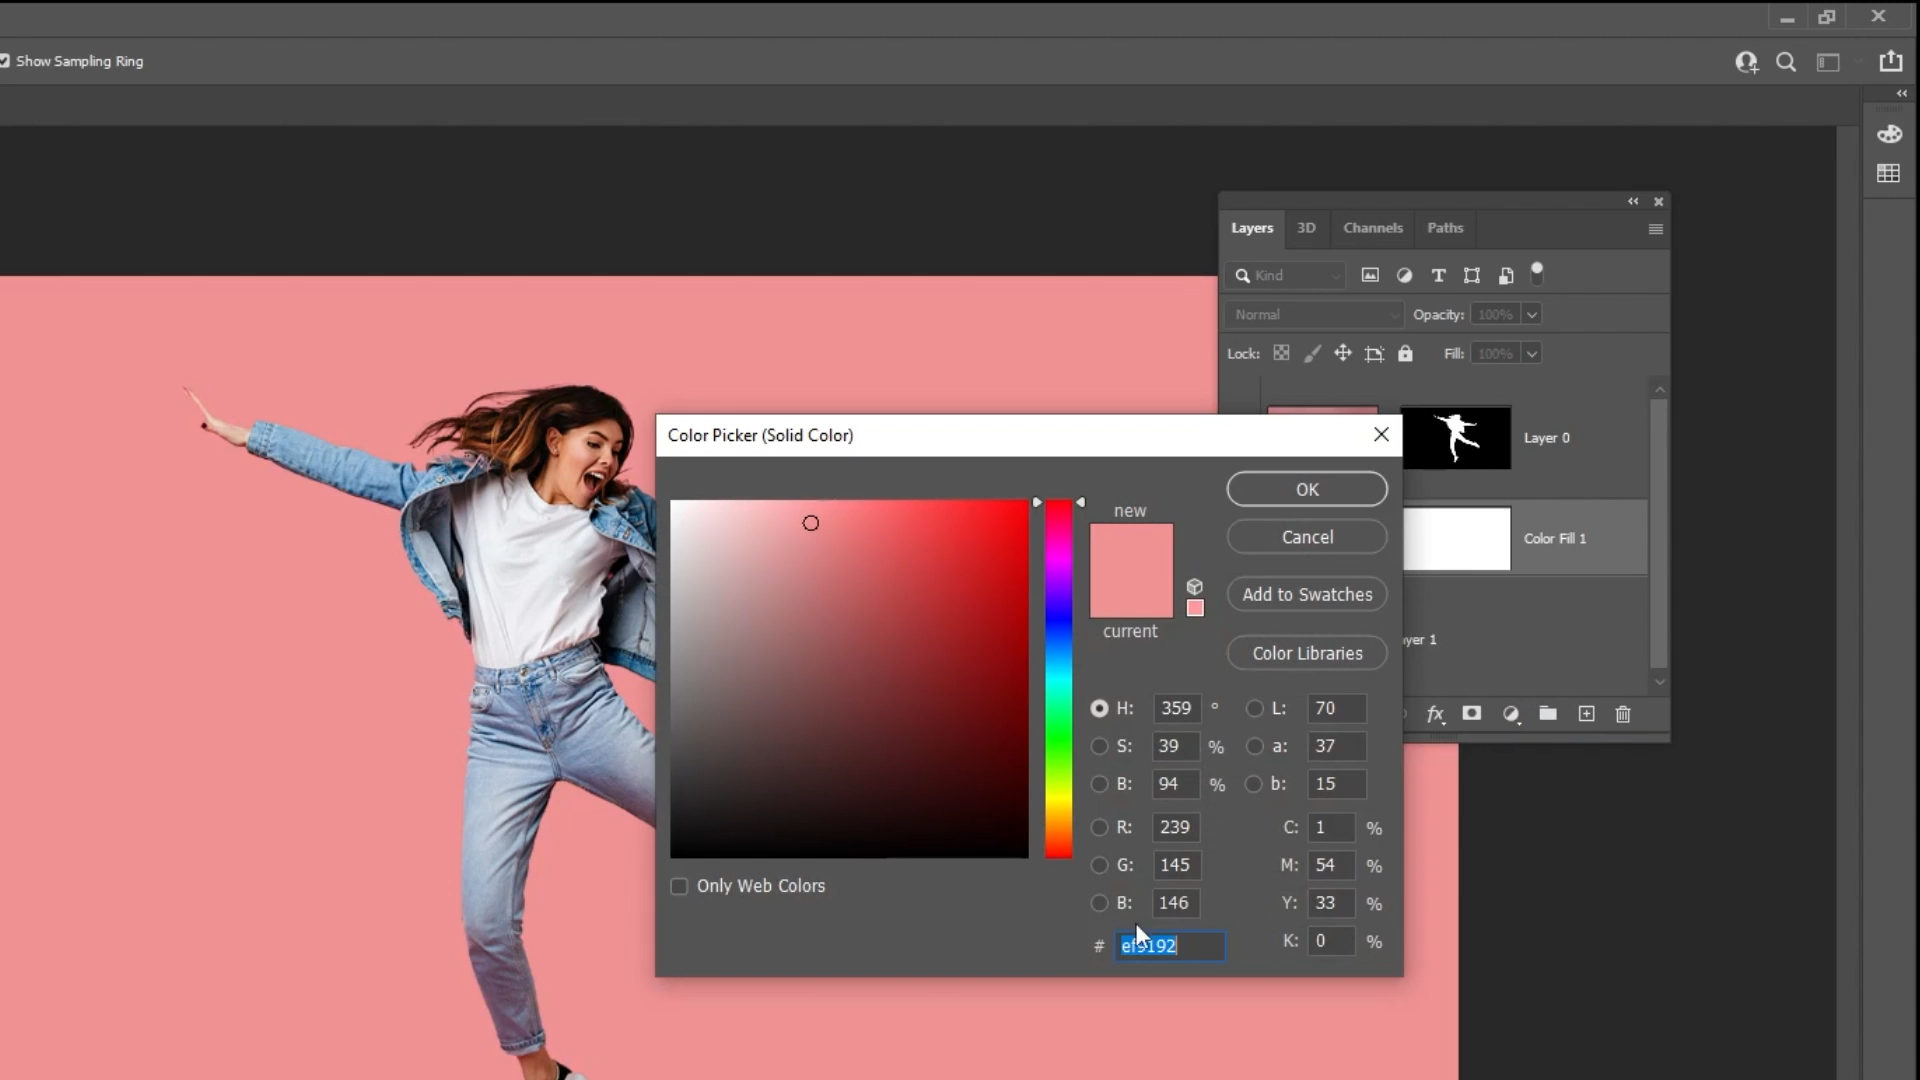 Show Sampling Ring
Layers 3D Channels Paths
Kind
Normal Opacity: 100%
Lock: Fill: 100%
Layer 0
Color Fill 1
yer 1
fx
Color Picker (Solid Color)
new
current
OK
Cancel
Add to Swatches
Color Libraries
H: 359 ° L: 70
S: 39 % a: 37
B: 94 % b: 15
R: 239 C: 1 %
G: 145 M: 54 %
B: 146 Y: 33 %
# ef9192 K: 0 %
Only Web Colors